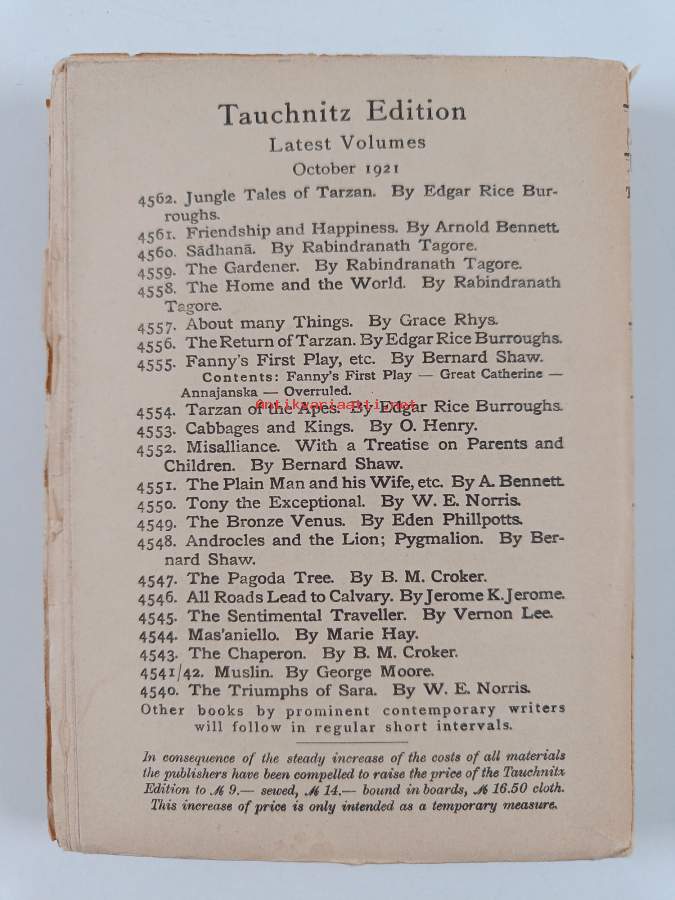 Tauchnitz Edition
Latest Volumes
October 1921
4562. Jungle Tales of Tarzan. By Edgar Rice Bur-
roughs.
4561. Friendship and Happiness. By Arnold Bennett.
4560. Sādhanā. By Rabindranath Tagore.
4559. The Gardener. By Rabindranath Tagore.
4558. The Home and the World. By Rabindranath
Tagore.
4557. About many Things. By Grace Rhys.
4556. The Return of Tarzan. By Edgar Rice Burroughs.
4555. Fanny's First Play, etc. By Bernard Shaw.
Contents: Fanny's First Play — Great Catherine —
Annajanska — Overruled.
Antikvariaatti.net
4554. Tarzan of the Apes. By Edgar Rice Burroughs.
4553. Cabbages and Kings. By O. Henry.
4552. Misalliance. With a Treatise on Parents and
Children. By Bernard Shaw.
4551. The Plain Man and his Wife, etc. By A. Bennett.
4550. Tony the Exceptional. By W. E. Norris.
4549. The Bronze Venus. By Eden Phillpotts.
4548. Androcles and the Lion; Pygmalion. By Ber-
nard Shaw.
4547. The Pagoda Tree. By B. M. Croker.
4546. All Roads Lead to Calvary. By Jerome K. Jerome.
4545. The Sentimental Traveller. By Vernon Lee.
4544. Mas'aniello. By Marie Hay.
4543. The Chaperon. By B. M. Croker.
4541/42. Muslin. By George Moore.
4540. The Triumphs of Sara. By W. E. Norris.
Other books by prominent contemporary writers
will follow in regular short intervals.
In consequence of the steady increase of the costs of all materials
the publishers have been compelled to raise the price of the Tauchnitz
Edition to ℳ 9.— sewed, ℳ 14.— bound in boards, ℳ 16.50 cloth.
This increase of price is only intended as a temporary measure.